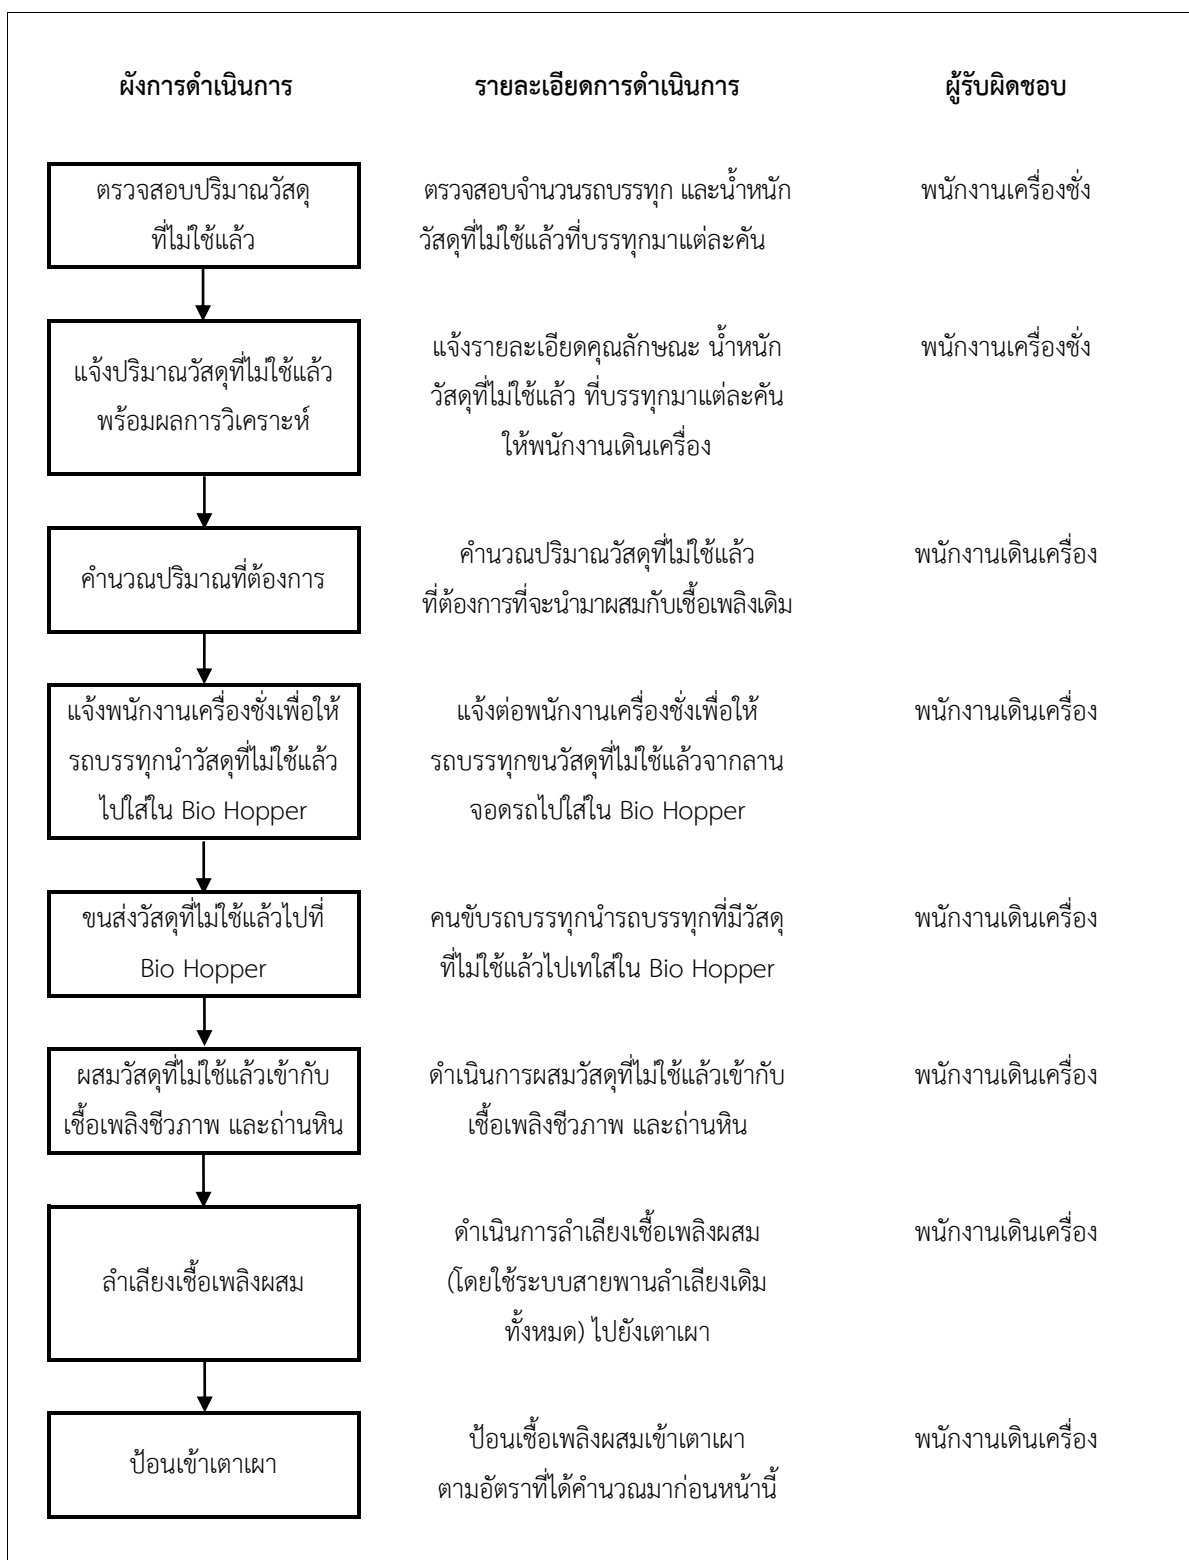 ผังการดำเนินการ
รายละเอียดการดำเนินการ
ผู้รับผิดชอบ
ตรวจสอบปริมาณวัสดุ
ที่ไม่ใช้แล้ว
ตรวจสอบจำนวนรถบรรทุก และน้ำหนัก
วัสดุที่ไม่ใช้แล้วที่บรรทุกมาแต่ละคัน
พนักงานเครื่องชั่ง
แจ้งปริมาณวัสดุที่ไม่ใช้แล้ว
พร้อมผลการวิเคราะห์
แจ้งรายละเอียดคุณลักษณะ น้ำหนัก
วัสดุที่ไม่ใช้แล้ว ที่บรรทุกมาแต่ละคัน
ให้พนักงานเดินเครื่อง
พนักงานเครื่องชั่ง
คำนวณปริมาณที่ต้องการ
คำนวณปริมาณวัสดุที่ไม่ใช้แล้ว
ที่ต้องการที่จะนำมาผสมกับเชื้อเพลิงเดิม
พนักงานเดินเครื่อง
แจ้งพนักงานเครื่องชั่งเพื่อให้
รถบรรทุกนำวัสดุที่ไม่ใช้แล้ว
ไปใส่ใน Bio Hopper
แจ้งต่อพนักงานเครื่องชั่งเพื่อให้
รถบรรทุกขนวัสดุที่ไม่ใช้แล้วจากลาน
จอดรถไปใส่ใน Bio Hopper
พนักงานเดินเครื่อง
ขนส่งวัสดุที่ไม่ใช้แล้วไปที่
Bio Hopper
คนขับรถบรรทุกนำรถบรรทุกที่มีวัสดุ
ที่ไม่ใช้แล้วไปเทใส่ใน Bio Hopper
พนักงานเดินเครื่อง
ผสมวัสดุที่ไม่ใช้แล้วเข้ากับ
เชื้อเพลิงชีวภาพ และถ่านหิน
ดำเนินการผสมวัสดุที่ไม่ใช้แล้วเข้ากับ
เชื้อเพลิงชีวภาพ และถ่านหิน
พนักงานเดินเครื่อง
ลำเลียงเชื้อเพลิงผสม
ดำเนินการลำเลียงเชื้อเพลิงผสม
(โดยใช้ระบบสายพานลำเลียงเดิม
ทั้งหมด) ไปยังเตาเผา
พนักงานเดินเครื่อง
ป้อนเข้าเตาเผา
ป้อนเชื้อเพลิงผสมเข้าเตาเผา
ตามอัตราที่ได้คำนวณมาก่อนหน้านี้
พนักงานเดินเครื่อง